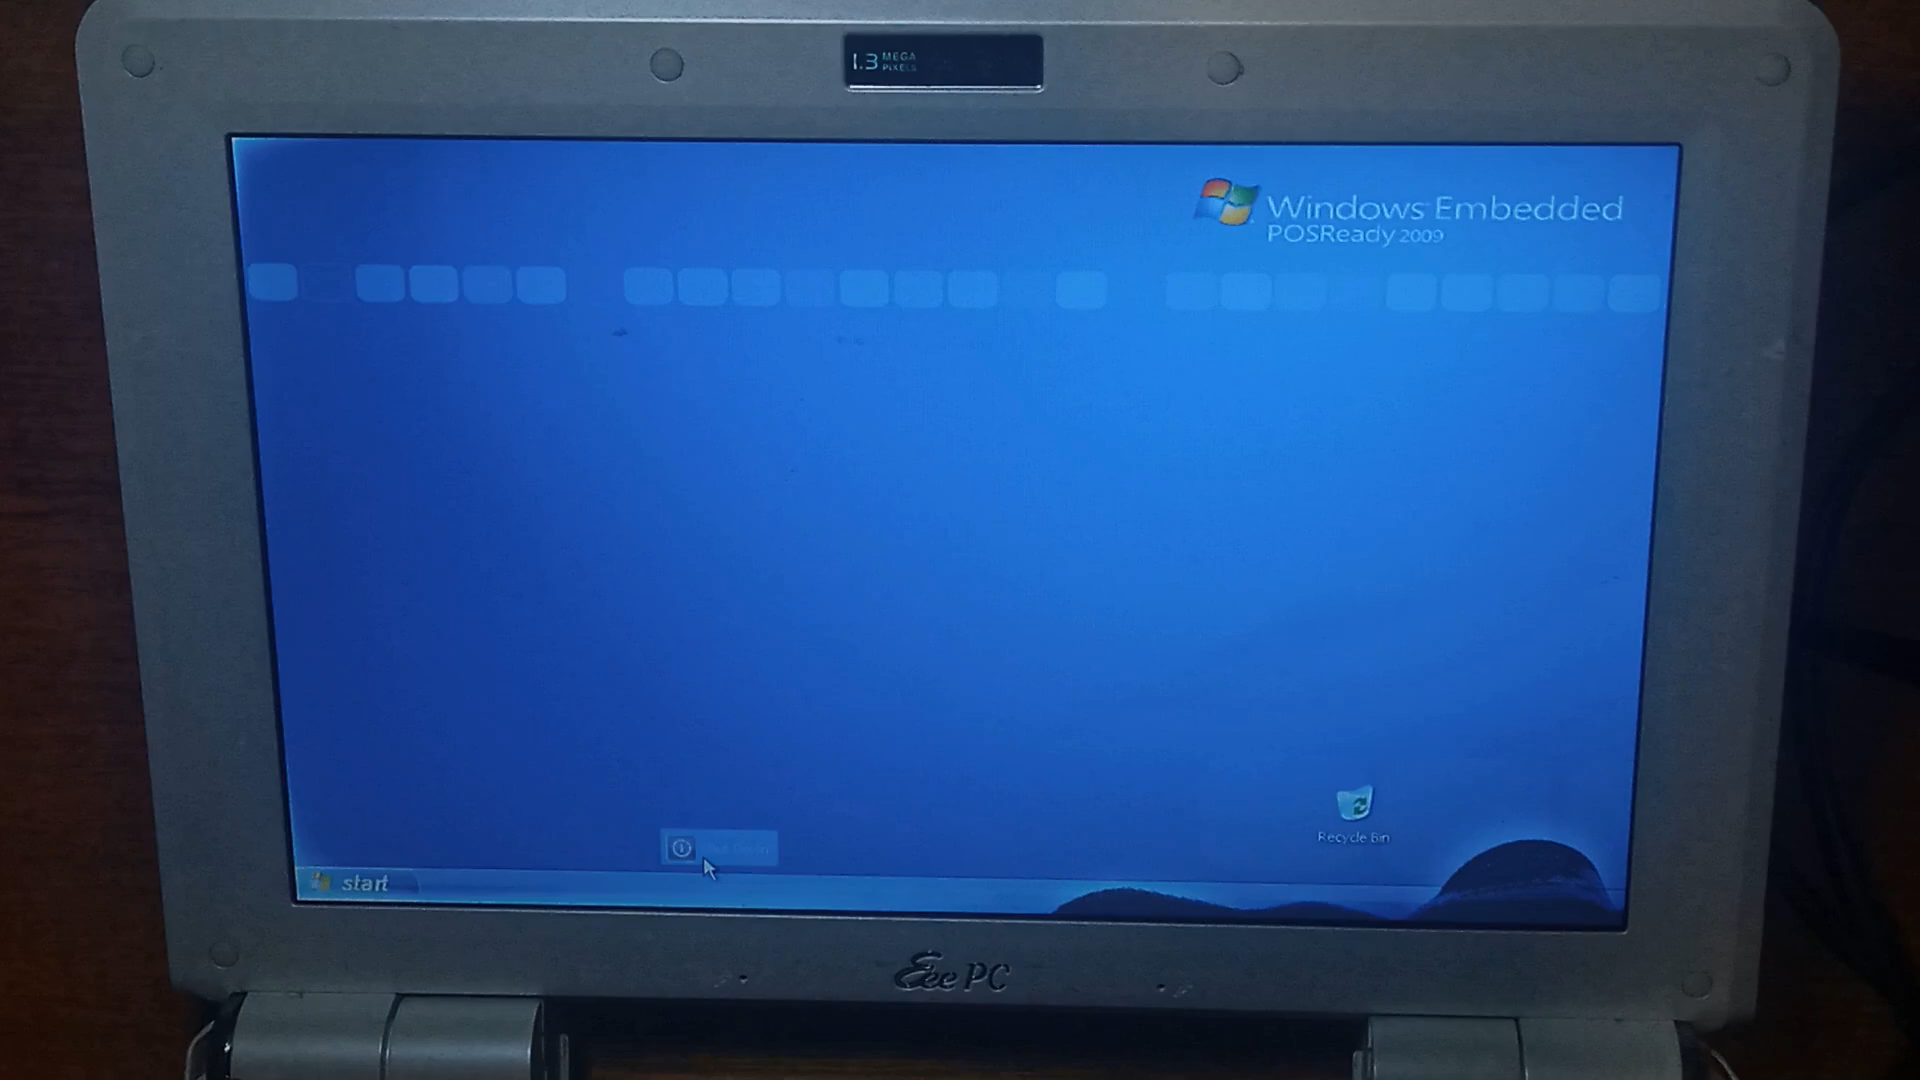 1.3 MEGA
PIXELS
Windows Embedded
POSReady 2009
Recycle Bin
start
Eee PC